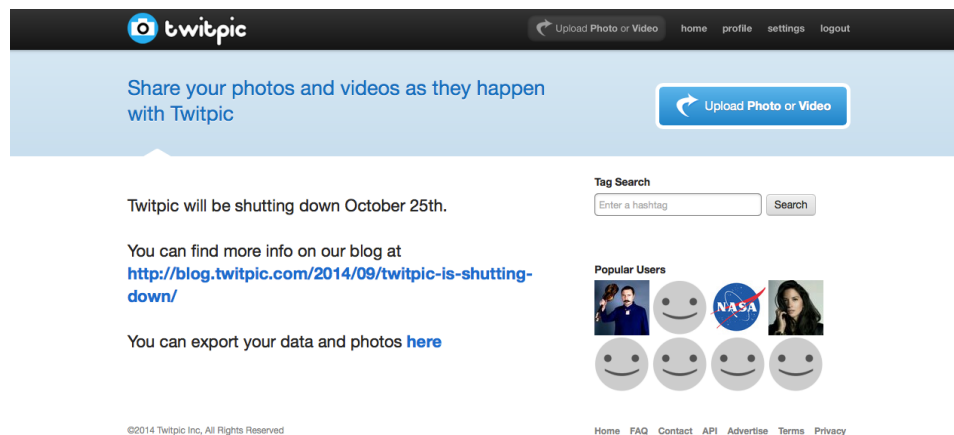 twitpic
Upload Photo or Video home profile settings logout
Share your photos and videos as they happen
with Twitpic
Upload Photo or Video
Twitpic will be shutting down October 25th.
You can find more info on our blog at
http://blog.twitpic.com/2014/09/twitpic-is-shutting-
down/
You can export your data and photos here
Tag Search
Enter a hashtag Search
Popular Users
NASA
©2014 Twitpic Inc, All Rights Reserved
Home FAQ Contact API Advertise Terms Privacy